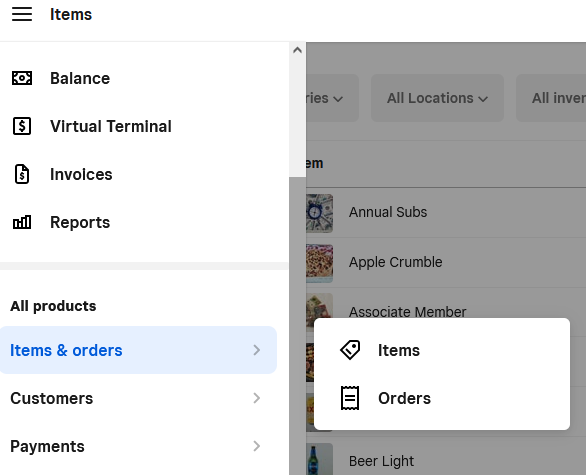 Items
Balance
Virtual Terminal
Invoices
Reports
All products
Items & orders
Customers
Payments
ries
All Locations
All inver
em
Annual Subs
Apple Crumble
Associate Member
Items
Orders
Beer Light